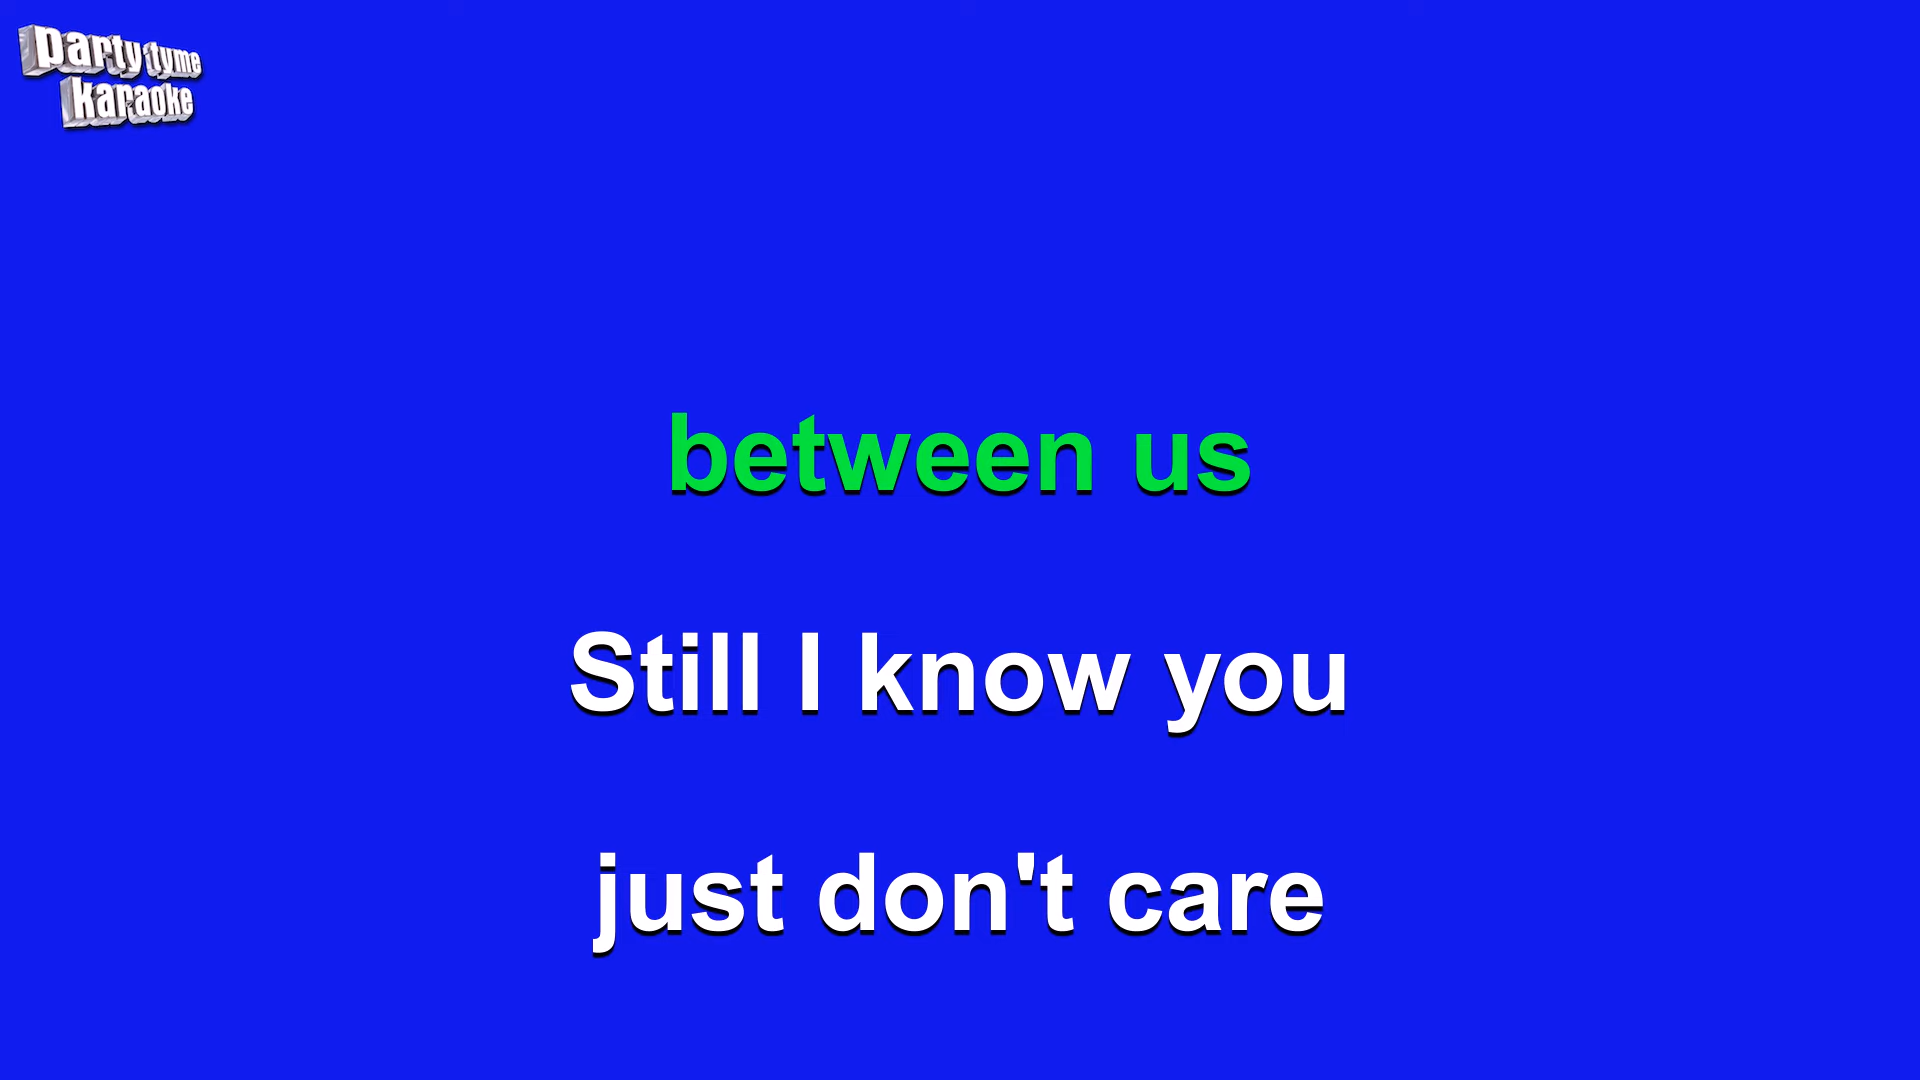 party tyme
karaoke
between us
Still I know you
just don't care